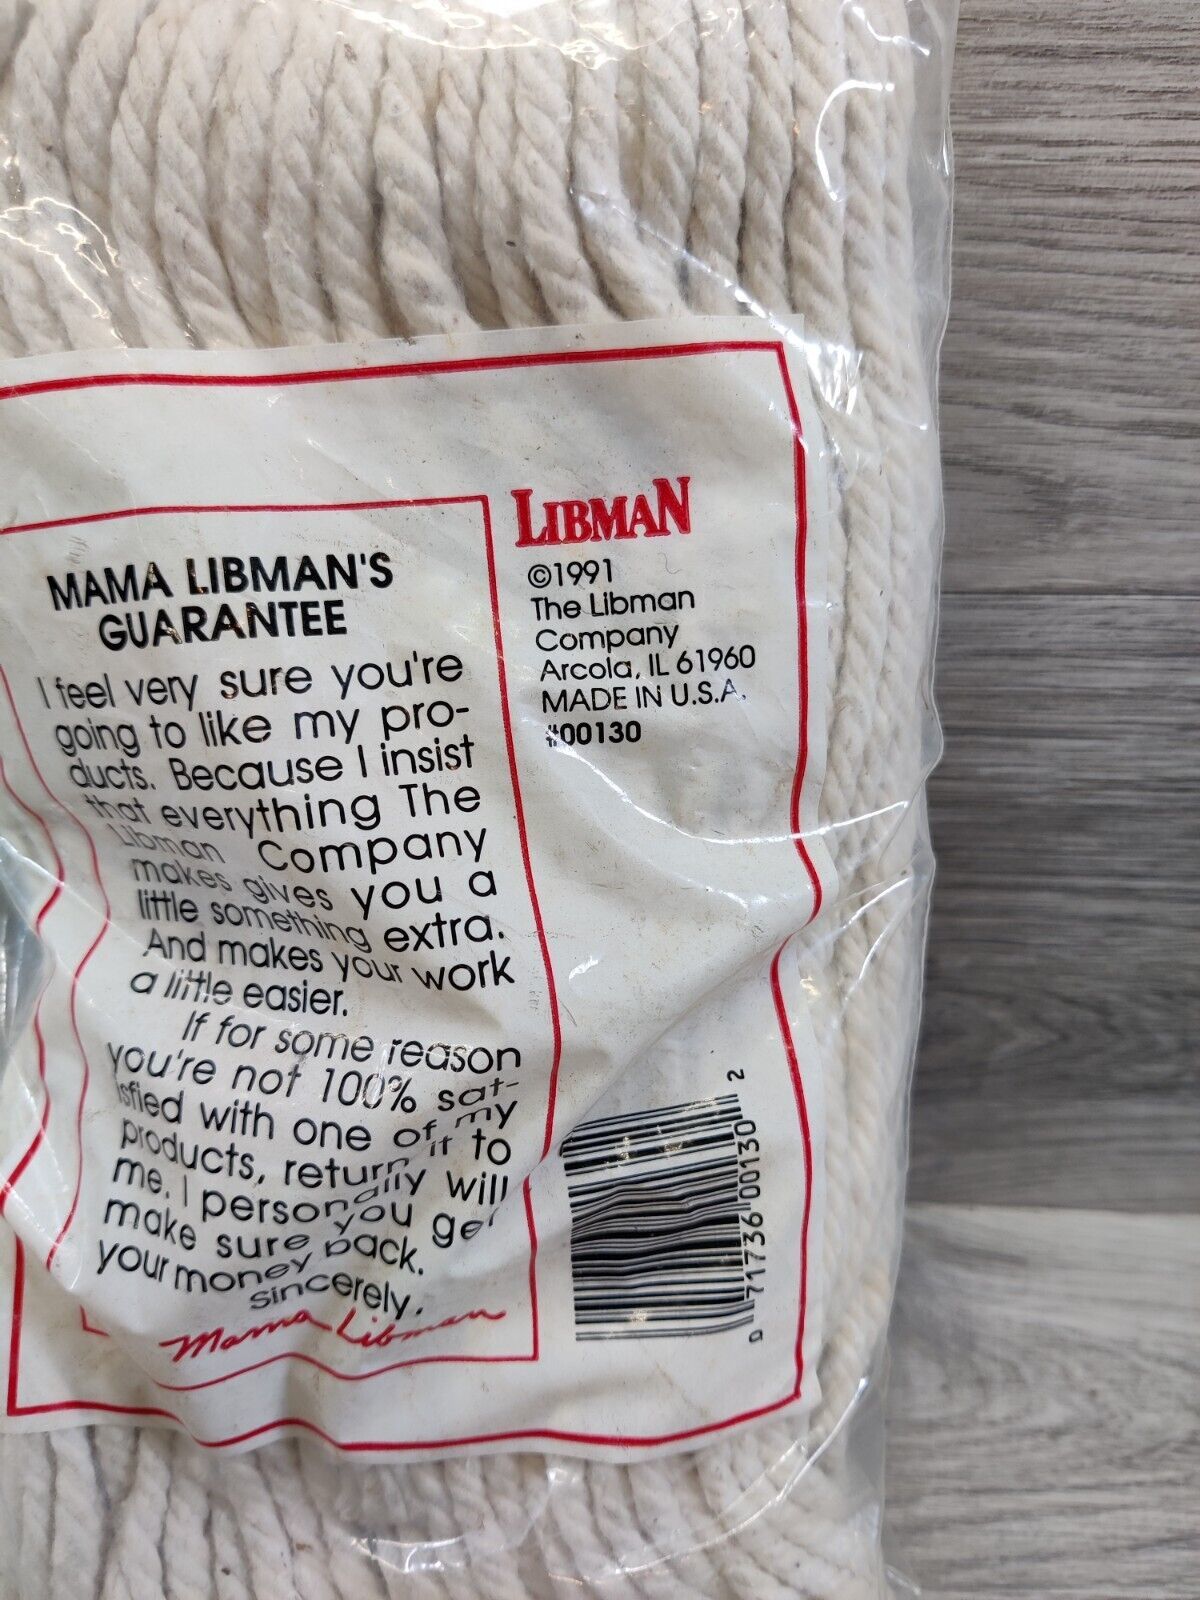 MAMA LIBMAN'S
GUARANTEE
I feel very sure you're
going to like my pro-
ducts. Because I insist
that everything The
Libman Company
makes gives you a
little something extra.
And makes your work
a little easier.
If for some reason
you're not 100% sat-
isfied with one of my
products, return it to
me. I personally will
make sure you get
your money back.
Sincerely,
Mama Libman
LIBMAN
©1991
The Libman
Company
Arcola, IL 61960
MADE IN U.S.A.
#00130
0 71736 00130 2